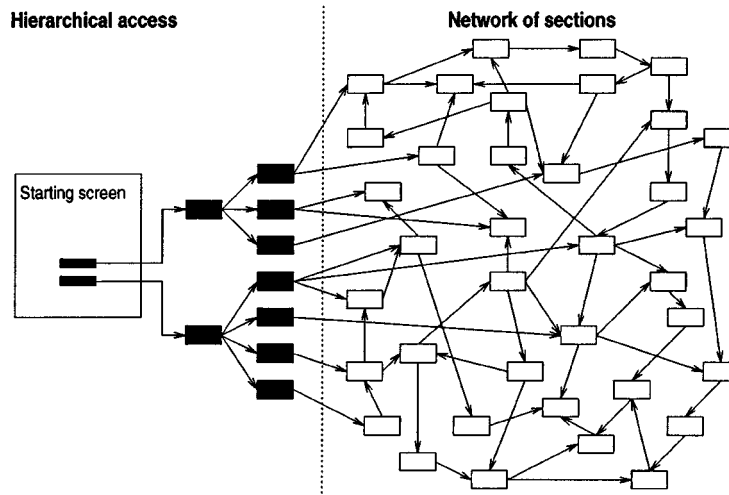 Hierarchical access
Network of sections
Starting screen